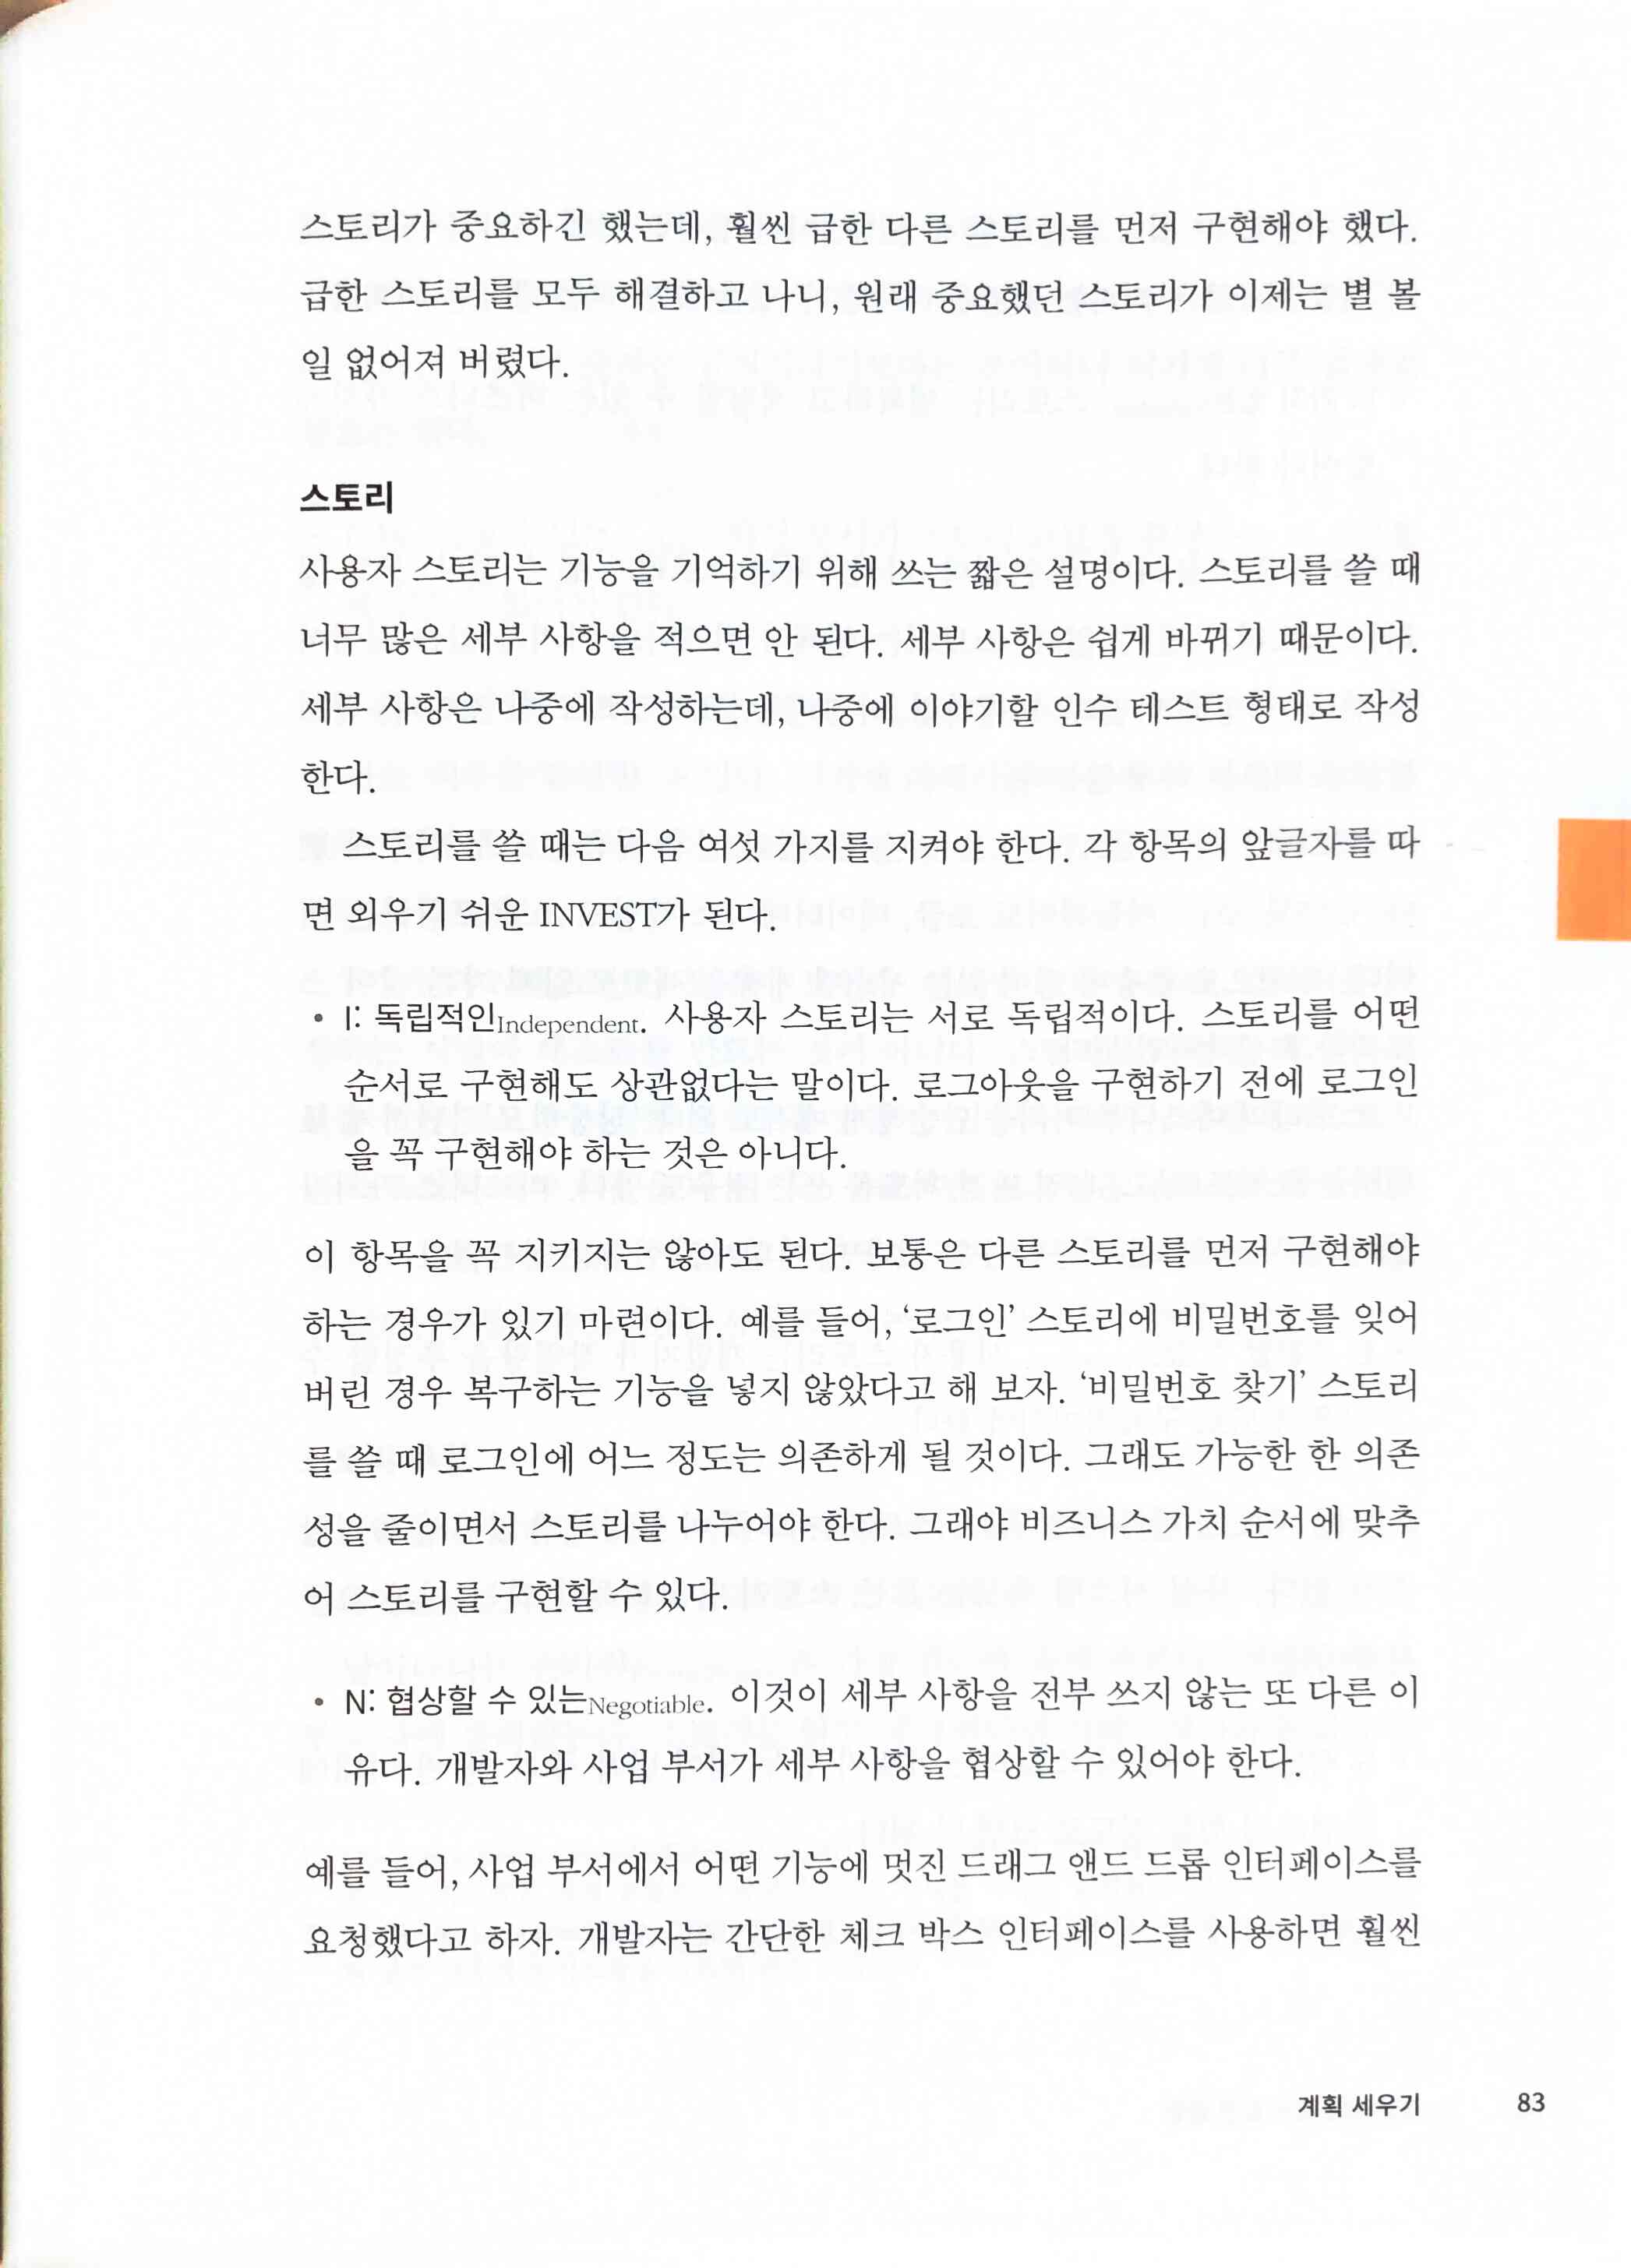 스토리가 중요하긴 했는데, 훨씬 급한 다른 스토리를 먼저 구현해야 했다.
급한 스토리를 모두 해결하고 나니, 원래 중요했던 스토리가 이제는 별 볼
일 없어져 버렸다.
스토리
사용자 스토리는 기능을 기억하기 위해 쓰는 짧은 설명이다. 스토리를 쓸 때
너무 많은 세부 사항을 적으면 안 된다. 세부 사항은 쉽게 바뀌기 때문이다.
세부 사항은 나중에 작성하는데, 나중에 이야기할 인수 테스트 형태로 작성
한다.
스토리를 쓸 때는 다음 여섯 가지를 지켜야 한다. 각 항목의 앞글자를 따
면 외우기 쉬운 INVEST가 된다.
• I: 독립적인Independent. 사용자 스토리는 서로 독립적이다. 스토리를 어떤
순서로 구현해도 상관없다는 말이다. 로그아웃을 구현하기 전에 로그인
을 꼭 구현해야 하는 것은 아니다.
이 항목을 꼭 지키지는 않아도 된다. 보통은 다른 스토리를 먼저 구현해야
하는 경우가 있기 마련이다. 예를 들어, ‘로그인’ 스토리에 비밀번호를 잊어
버린 경우 복구하는 기능을 넣지 않았다고 해 보자. ‘비밀번호 찾기’ 스토리
를 쓸 때 로그인에 어느 정도는 의존하게 될 것이다. 그래도 가능한 한 의존
성을 줄이면서 스토리를 나누어야 한다. 그래야 비즈니스 가치 순서에 맞추
어 스토리를 구현할 수 있다.
• N: 협상할 수 있는Negotiable. 이것이 세부 사항을 전부 쓰지 않는 또 다른 이
유다. 개발자와 사업 부서가 세부 사항을 협상할 수 있어야 한다.
예를 들어, 사업 부서에서 어떤 기능에 멋진 드래그 앤드 드롭 인터페이스를
요청했다고 하자. 개발자는 간단한 체크 박스 인터페이스를 사용하면 훨씬
계획 세우기 83